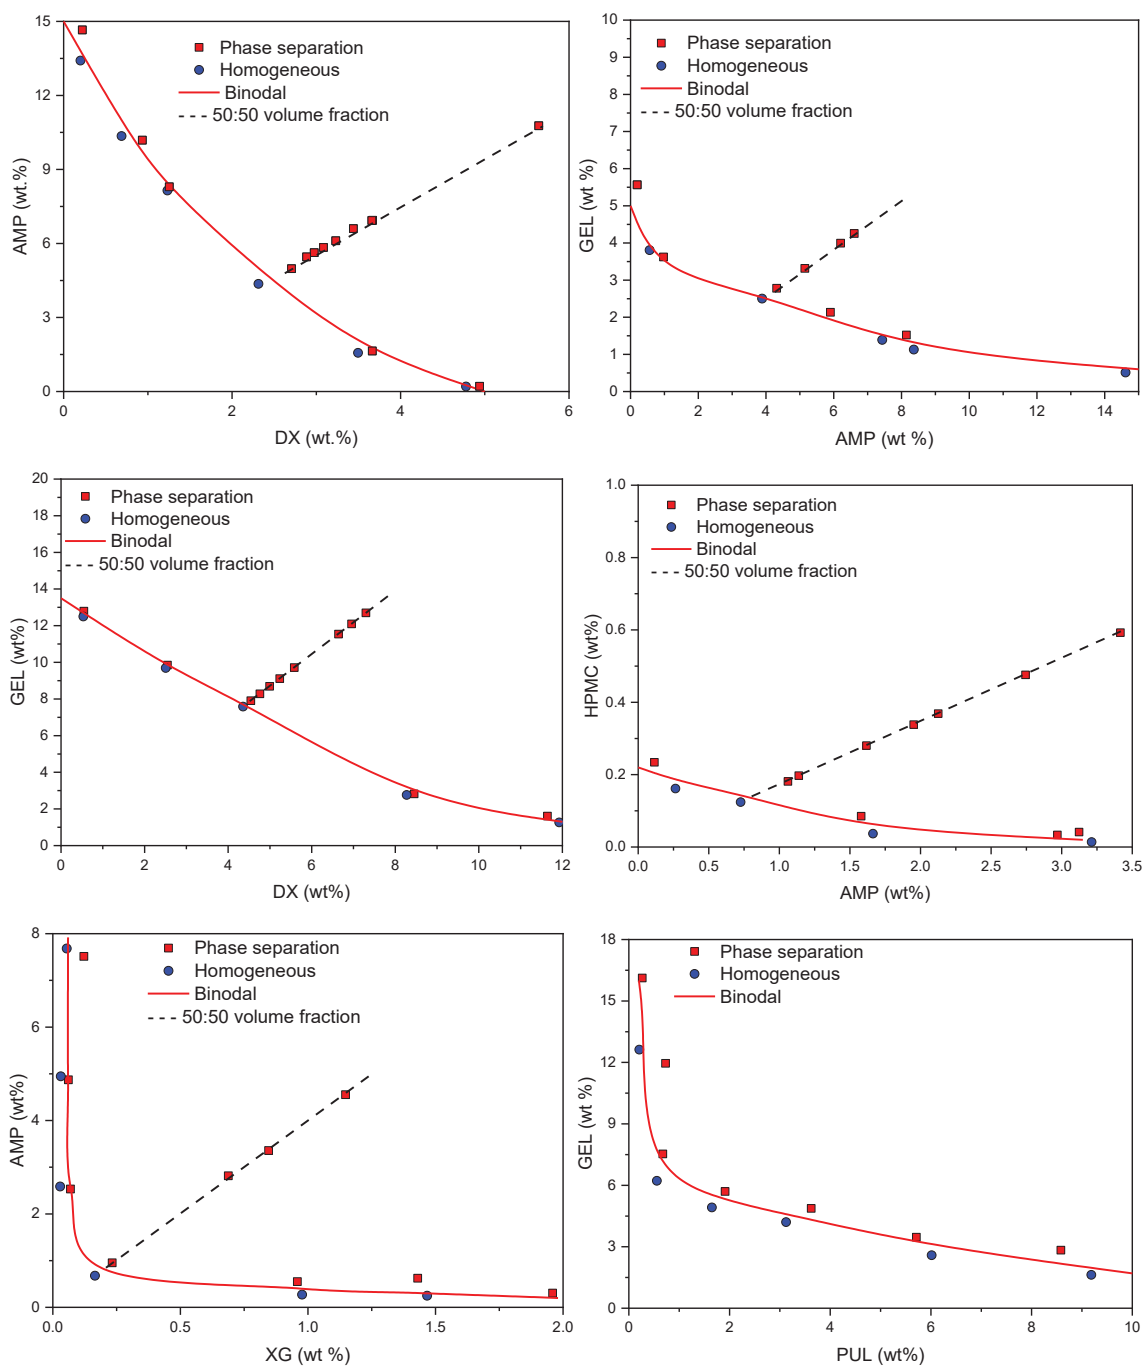 15
12
9
6
3
0
AMP (wt.%)
Phase separation
Homogeneous
Binodal
50:50 volume fraction
0 2 4 6
DX (wt.%)
10
9
8
7
6
5
4
3
2
1
0
GEL (wt %)
Phase separation
Homogeneous
Binodal
50:50 volume fraction
0 2 4 6 8 10 12 14
AMP (wt %)
20
18
16
14
12
10
8
6
4
2
0
GEL (wt%)
Phase separation
Homogeneous
Binodal
50:50 volume fraction
0 2 4 6 8 10 12
DX (wt%)
1.0
0.8
0.6
0.4
0.2
0.0
HPMC (wt%)
Phase separation
Homogeneous
Binodal
50:50 volume fraction
0.0 0.5 1.0 1.5 2.0 2.5 3.0 3.5
AMP (wt%)
8
6
4
2
0
AMP (wt%)
Phase separation
Homogeneous
Binodal
50:50 volume fraction
0.0 0.5 1.0 1.5 2.0
XG (wt %)
18
15
12
9
6
3
0
GEL (wt %)
Phase separation
Homogeneous
Binodal
0 2 4 6 8 10
PUL (wt%)